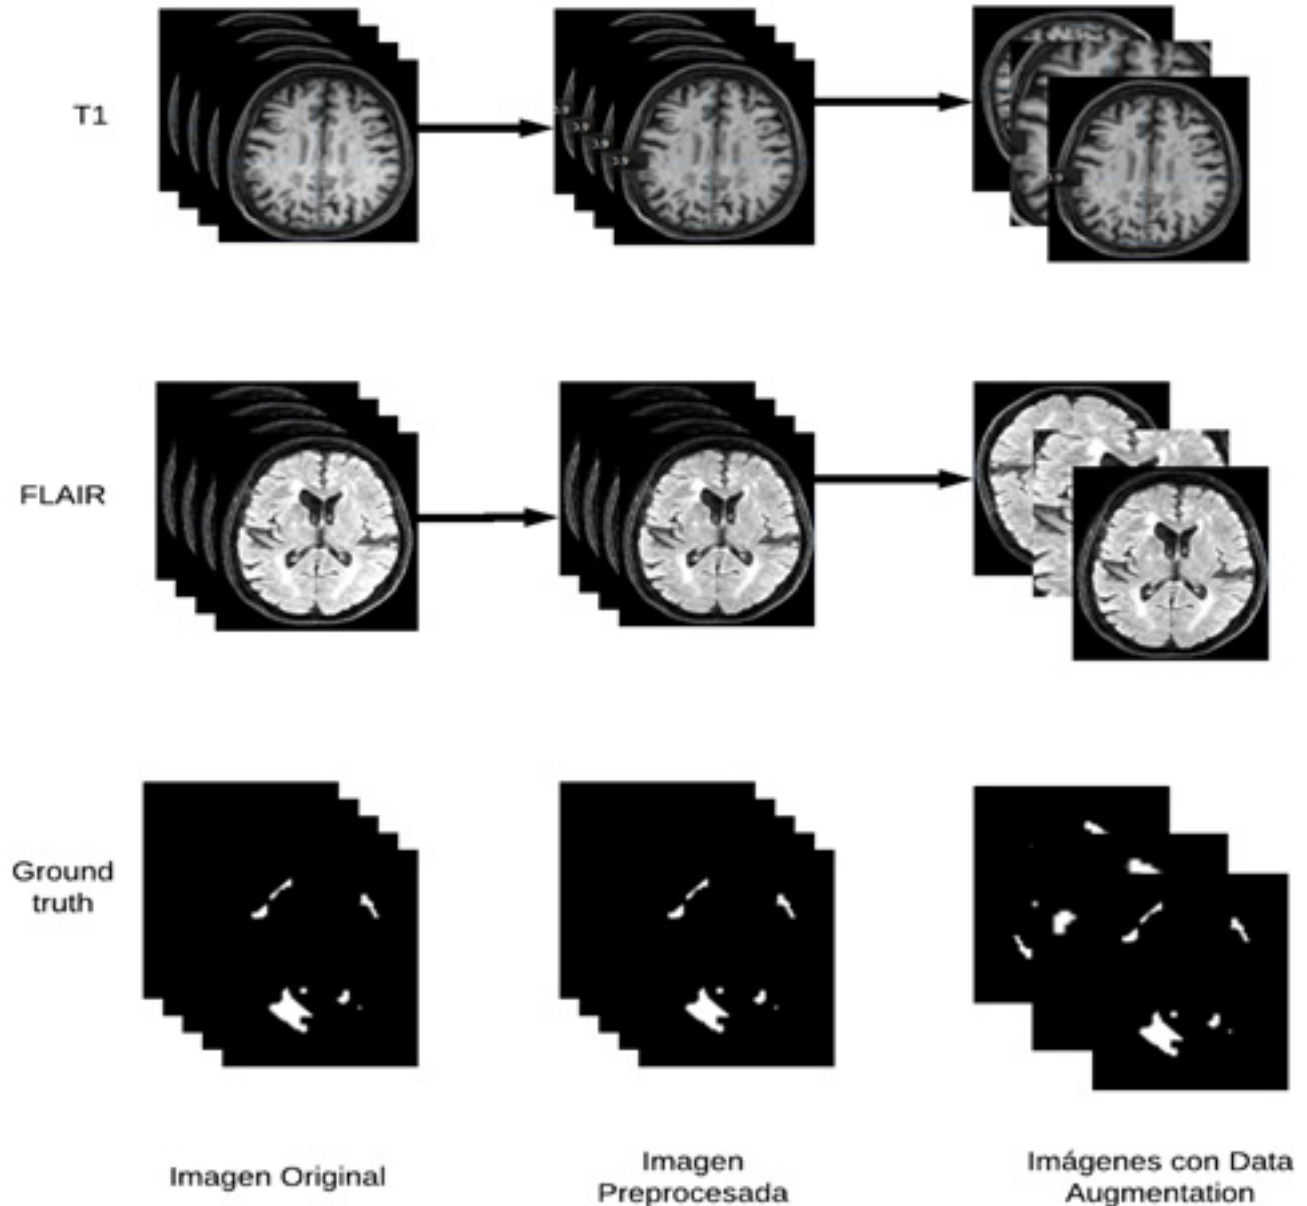 T1
FLAIR
Ground
truth
Imagen Original
Imagen
Preprocesada
Imágenes con Data
Augmentation